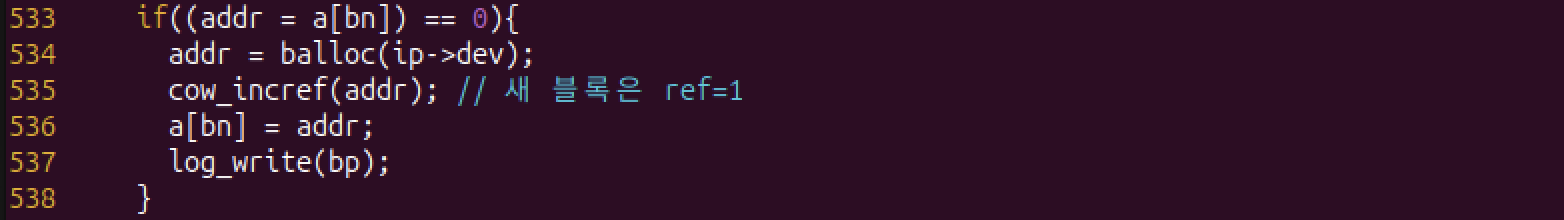 533     if((addr = a[bn]) == 0){
534       addr = balloc(ip->dev);
535       cow_incref(addr); // 새 블록은 ref=1
536       a[bn] = addr;
537       log_write(bp);
538     }